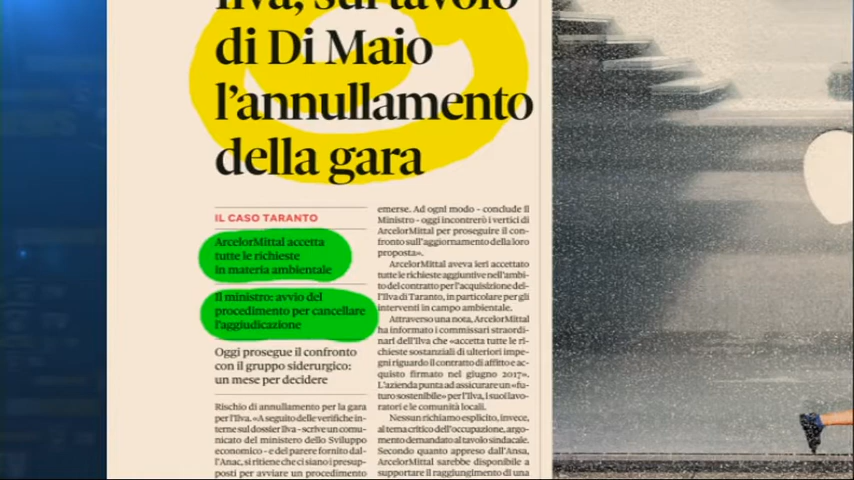 Ilva, sul tavolo
di Di Maio
l'annullamento
della gara
IL CASO TARANTO
ArcelorMittal accetta
tutte le richieste
in materia ambientale
Il ministro: avvio del
procedimento per cancellare
l'aggiudicazione
Oggi prosegue il confronto
con il gruppo siderurgico:
un mese per decidere
Rischio di annullamento per la gara
per l'Ilva. «A seguito delle verifiche in-
terne sul dossier Ilva – scrive un comu-
nicato del ministero dello Sviluppo
economico – e del parere fornito dal-
l'Anac, si ritiene che ci siano i presup-
posti per avviare un procedimento
emerse. Ad ogni modo – conclude il
Ministro – oggi incontrerò i vertici di
ArcelorMittal per proseguire il con-
fronto sull'aggiornamento della loro
proposta».
ArcelorMittal aveva ieri accettato
tutte le richieste aggiuntive nell'ambi-
to del contratto per l'acquisizione del-
l'Ilva di Taranto, in particolare per gli
interventi in campo ambientale.
Attraverso una nota, ArcelorMittal
ha informato i commissari straordi-
nari dell'Ilva che «accetta tutte le ri-
chieste sostanziali di ulteriori impe-
gni riguardo il contratto di affitto e ac-
quisto firmato nel giugno 2017».
L'azienda punta ad assicurare un «fu-
turo sostenibile» per l'Ilva, i suoi lavo-
ratori e le comunità locali.
Nessun richiamo esplicito, invece,
al tema critico dell'occupazione, argo-
mento demandato al tavolo sindacale.
Secondo quanto appreso dall'Ansa,
ArcelorMittal sarebbe disponibile a
supportare il raggiungimento di una